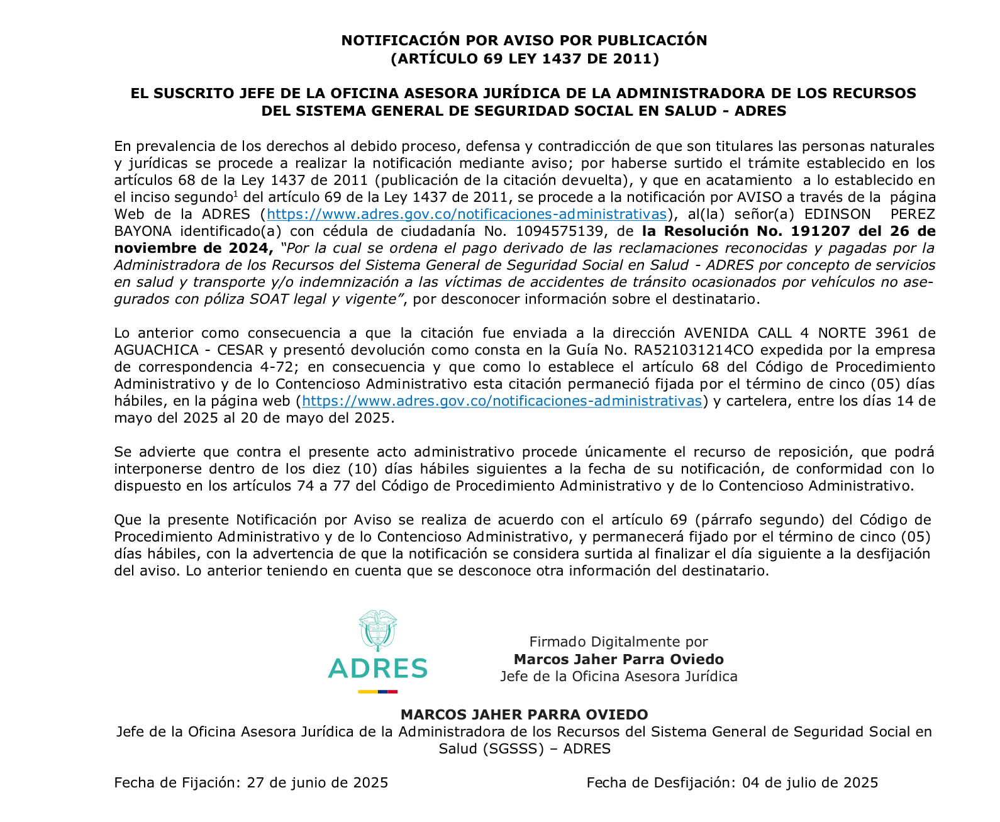 NOTIFICACIÓN POR AVISO POR PUBLICACIÓN
(ARTÍCULO 69 LEY 1437 DE 2011)
EL SUSCRITO JEFE DE LA OFICINA ASESORA JURÍDICA DE LA ADMINISTRADORA DE LOS RECURSOS
DEL SISTEMA GENERAL DE SEGURIDAD SOCIAL EN SALUD - ADRES
En prevalencia de los derechos al debido proceso, defensa y contradicción de que son titulares las personas naturales
y jurídicas se procede a realizar la notificación mediante aviso; por haberse surtido el trámite establecido en los
artículos 68 de la Ley 1437 de 2011 (publicación de la citación devuelta), y que en acatamiento  a lo establecido en
el inciso segundo¹ del artículo 69 de la Ley 1437 de 2011, se procede a la notificación por AVISO a través de la  página
Web de la ADRES (https://www.adres.gov.co/notificaciones-administrativas), al(la) señor(a) EDINSON  PEREZ
BAYONA identificado(a) con cédula de ciudadanía No. 1094575139, de la Resolución No. 191207 del 26 de
noviembre de 2024, “Por la cual se ordena el pago derivado de las reclamaciones reconocidas y pagadas por la
Administradora de los Recursos del Sistema General de Seguridad Social en Salud - ADRES por concepto de servicios
en salud y transporte y/o indemnización a las víctimas de accidentes de tránsito ocasionados por vehículos no ase-
gurados con póliza SOAT legal y vigente”, por desconocer información sobre el destinatario.
Lo anterior como consecuencia a que la citación fue enviada a la dirección AVENIDA CALL 4 NORTE 3961 de
AGUACHICA - CESAR y presentó devolución como consta en la Guía No. RA521031214CO expedida por la empresa
de correspondencia 4-72; en consecuencia y que como lo establece el artículo 68 del Código de Procedimiento
Administrativo y de lo Contencioso Administrativo esta citación permaneció fijada por el término de cinco (05) días
hábiles, en la página web (https://www.adres.gov.co/notificaciones-administrativas) y cartelera, entre los días 14 de
mayo del 2025 al 20 de mayo del 2025.
Se advierte que contra el presente acto administrativo procede únicamente el recurso de reposición, que podrá
interponerse dentro de los diez (10) días hábiles siguientes a la fecha de su notificación, de conformidad con lo
dispuesto en los artículos 74 a 77 del Código de Procedimiento Administrativo y de lo Contencioso Administrativo.
Que la presente Notificación por Aviso se realiza de acuerdo con el artículo 69 (párrafo segundo) del Código de
Procedimiento Administrativo y de lo Contencioso Administrativo, y permanecerá fijado por el término de cinco (05)
días hábiles, con la advertencia de que la notificación se considera surtida al finalizar el día siguiente a la desfijación
del aviso. Lo anterior teniendo en cuenta que se desconoce otra información del destinatario.
ADRES
Firmado Digitalmente por
Marcos Jaher Parra Oviedo
Jefe de la Oficina Asesora Jurídica
MARCOS JAHER PARRA OVIEDO
Jefe de la Oficina Asesora Jurídica de la Administradora de los Recursos del Sistema General de Seguridad Social en
Salud (SGSSS) – ADRES
Fecha de Fijación: 27 de junio de 2025 Fecha de Desfijación: 04 de julio de 2025